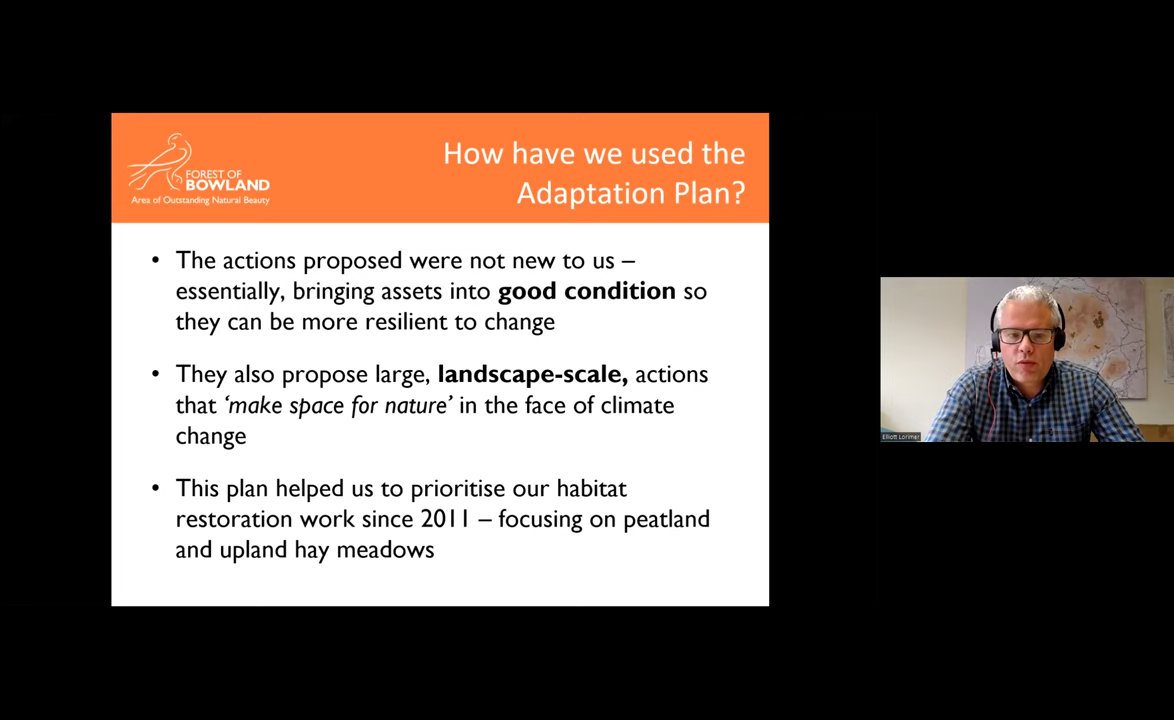 FOREST OF
BOWLAND
Area of Outstanding Natural Beauty
How have we used the
Adaptation Plan?
• The actions proposed were not new to us –
essentially, bringing assets into good condition so
they can be more resilient to change
• They also propose large, landscape-scale, actions
that ‘make space for nature’ in the face of climate
change
• This plan helped us to prioritise our habitat
restoration work since 2011 – focusing on peatland
and upland hay meadows
Elliott Lorimer